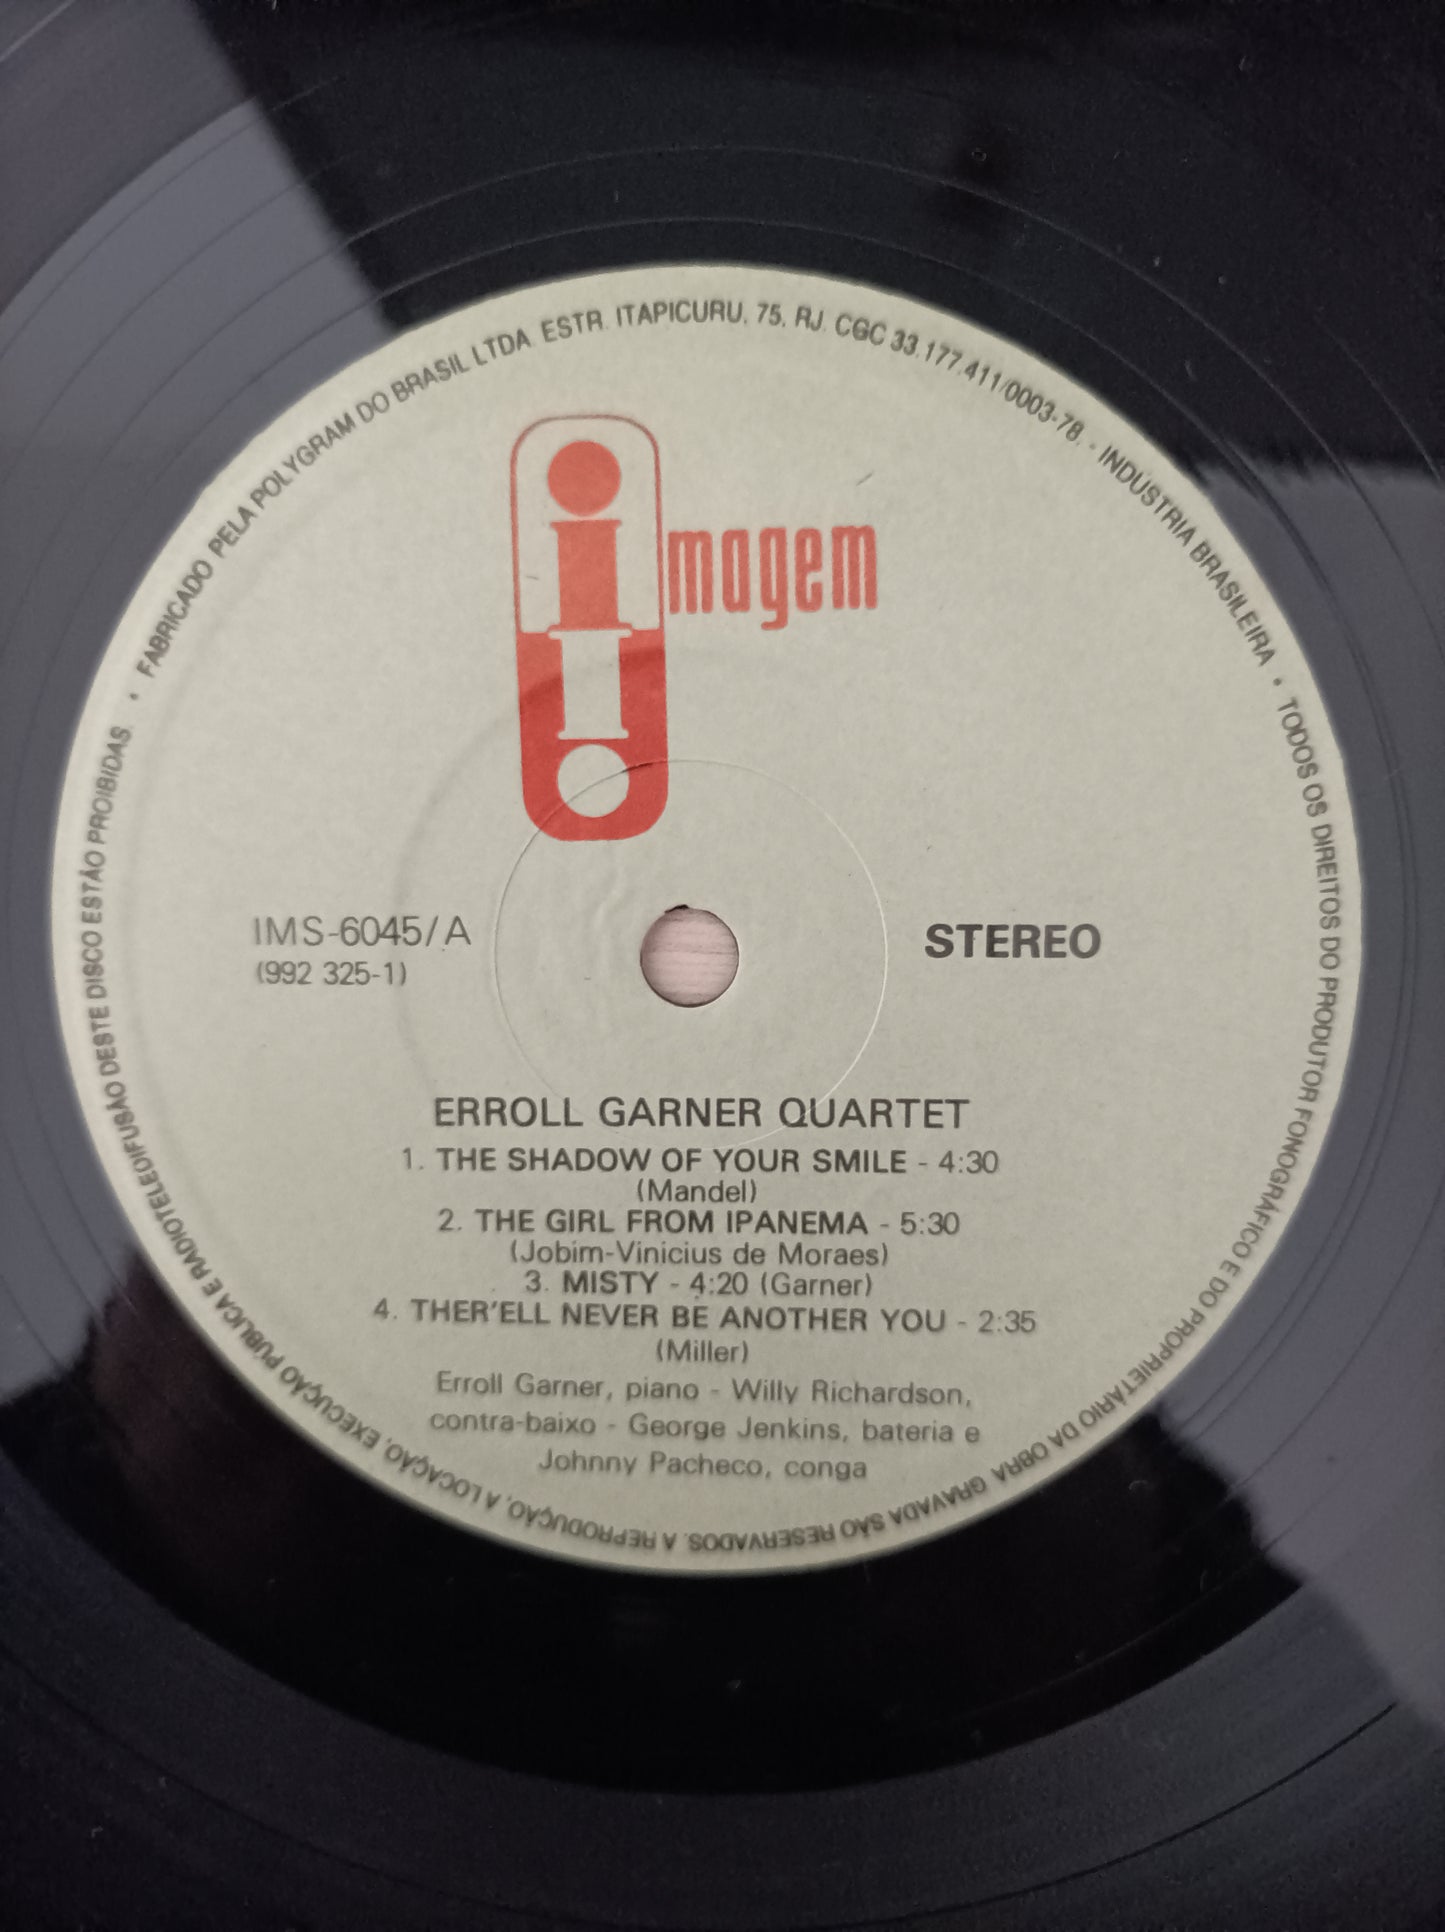 • FABRICADO PELA POLYGRAM DO BRASIL LTDA. ESTR. ITAPICURU, 75, RJ. CGC 33.177.411/0003-78. - INDÚSTRIA BRASILEIRA • TODOS OS DIREITOS DO PRODUTOR FONOGRÁFICO E DO PROPRIETÁRIO DA OBRA GRAVADA SÃO RESERVADOS. A REPRODUÇÃO, A LOCAÇÃO, EXECUÇÃO PÚBLICA E RADIOTELEDIFUSÃO DESTE DISCO ESTÃO PROIBIDAS.
imagem
IMS-6045/A
(992 325-1)
STEREO
ERROLL GARNER QUARTET
1. THE SHADOW OF YOUR SMILE - 4:30
(Mandel)
2. THE GIRL FROM IPANEMA - 5:30
(Jobim-Vinicius de Moraes)
3. MISTY - 4:20 (Garner)
4. THER'ELL NEVER BE ANOTHER YOU - 2:35
(Miller)
Erroll Garner, piano - Willy Richardson,
contra-baixo - George Jenkins, bateria e
Johnny Pacheco, conga